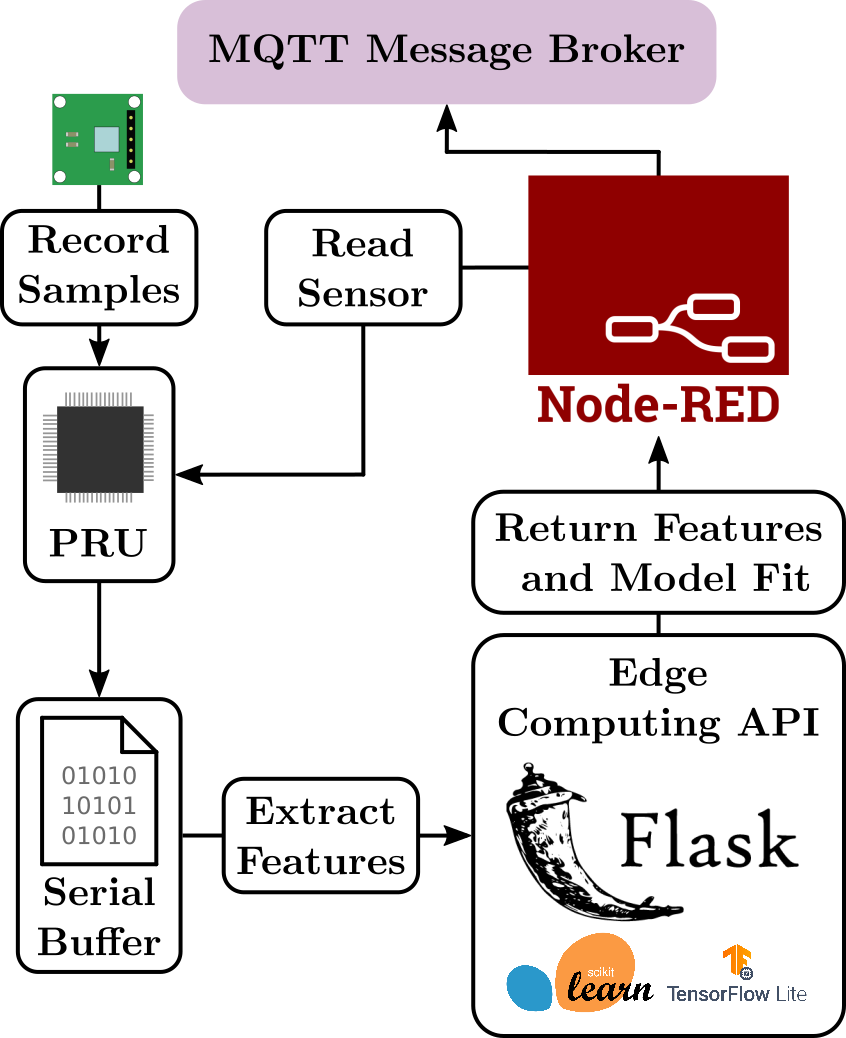 MQTT Message Broker
Record
Samples
Read
Sensor
Node-RED
PRU
Return Features
and Model Fit
Edge
Computing API
01010
10101
01010
Serial
Buffer
Extract
Features
Flask
scikit
learn
TF
TensorFlow Lite